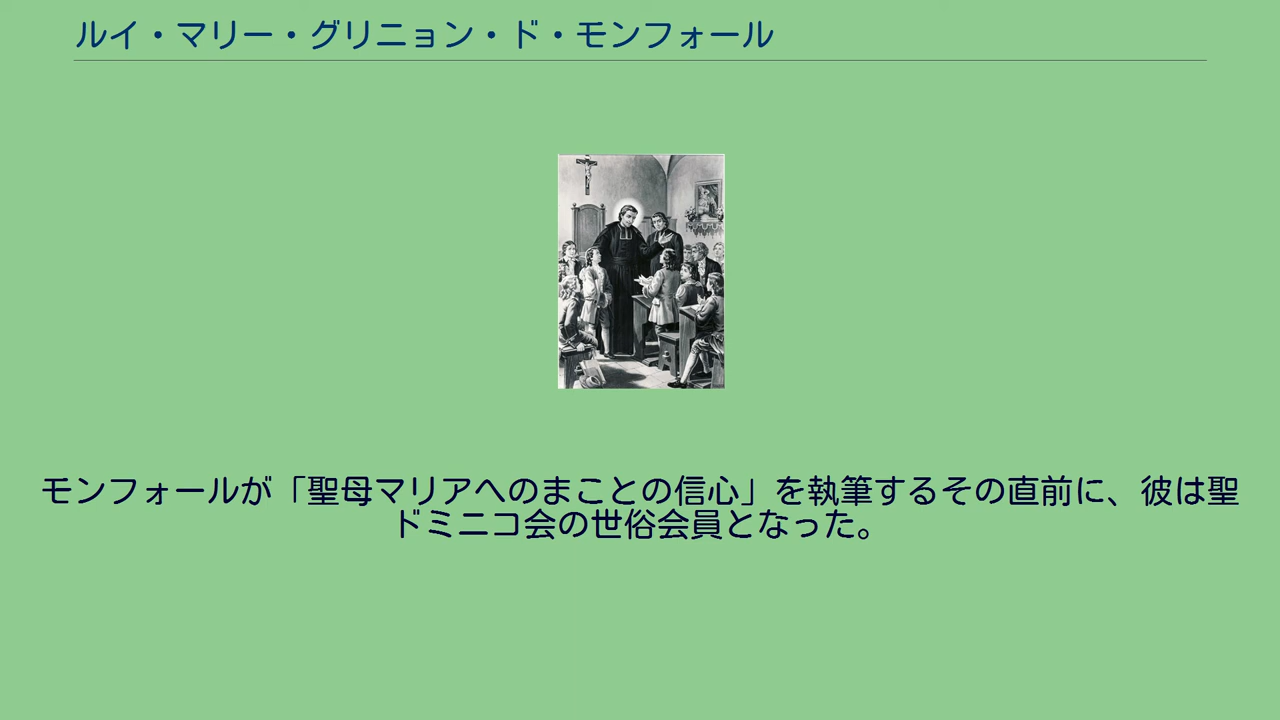 ルイ・マリー・グリニョン・ド・モンフォール
モンフォールが「聖母マリアへのまことの信心」を執筆するその直前に、彼は聖
ドミニコ会の世俗会員となった。